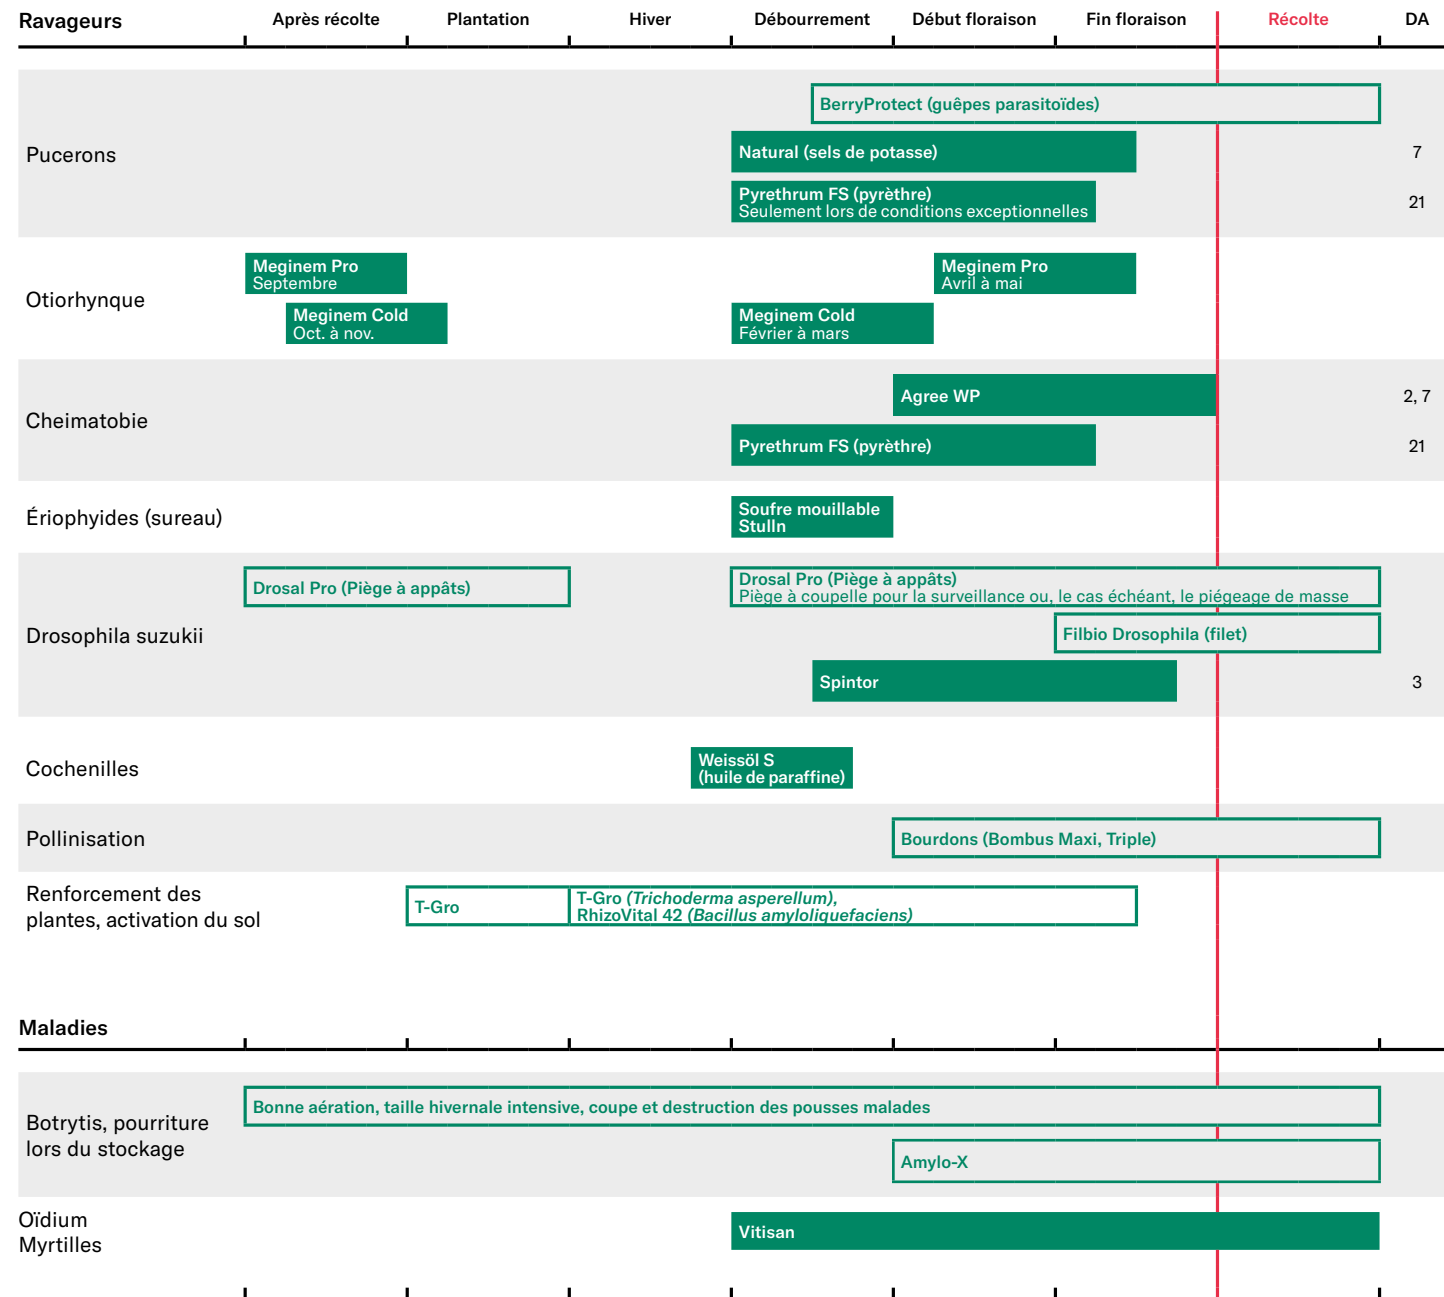 Ravageurs
Après récolte
Plantation
Hiver
Débourrement
Début floraison
Fin floraison
Récolte
DA
Pucerons
BerryProtect (guêpes parasitoïdes)
Natural (sels de potasse)
7
Pyrethrum FS (pyrèthre)
Seulement lors de conditions exceptionnelles
21
Otiorhynque
Meginem Pro
Septembre
Meginem Pro
Avril à mai
Meginem Cold
Oct. à nov.
Meginem Cold
Février à mars
Cheimatobie
Agree WP
2, 7
Pyrethrum FS (pyrèthre)
21
Ériophyides (sureau)
Soufre mouillable
Stulln
Drosophila suzukii
Drosal Pro (Piège à appâts)
Drosal Pro (Piège à appâts)
Piège à coupelle pour la surveillance ou, le cas échéant, le piégeage de masse
Filbio Drosophila (filet)
Spintor
3
Cochenilles
Weissöl S
(huile de paraffine)
Pollinisation
Bourdons (Bombus Maxi, Triple)
Renforcement des
plantes, activation du sol
T-Gro
T-Gro (Trichoderma asperellum),
RhizoVital 42 (Bacillus amyloliquefaciens)
Maladies
Botrytis, pourriture
lors du stockage
Bonne aération, taille hivernale intensive, coupe et destruction des pousses malades
Amylo-X
Oïdium
Myrtilles
Vitisan